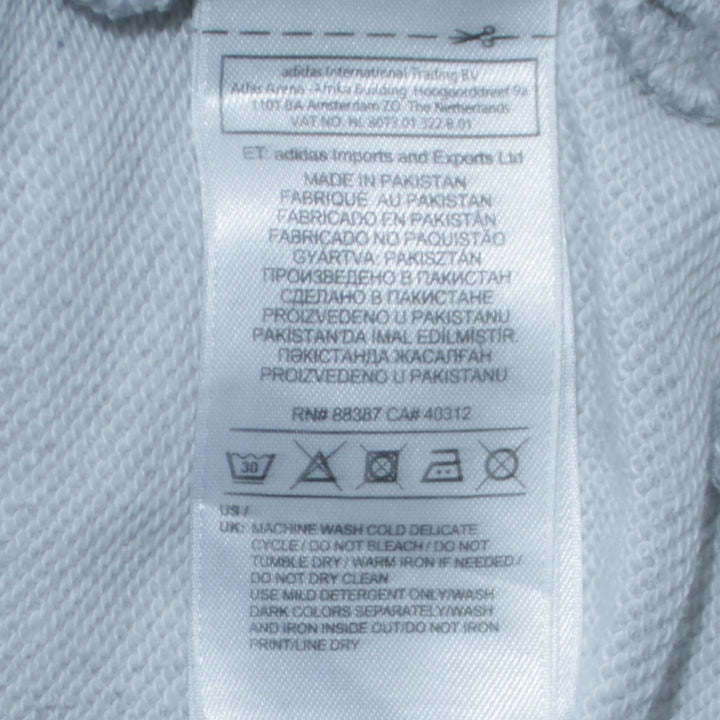 adidas International Trading B.V.
Atlas Arena -Afrika Building Hoogoorddreef 9a
1101 BA Amsterdam ZO The Netherlands
VAT NO. NL 8073.01.322.B.01
ET: adidas Imports and Exports Ltd
MADE IN PAKISTAN
FABRIQUÉ AU PAKISTAN
FABRICADO EN PAKISTÁN
FABRICADO NO PAQUISTÃO
GYÁRTVA: PAKISZTÁN
ПРОИЗВЕДЕНО В ПАКИСТАН
СДЕЛАНО В ПАКИСТАНЕ
PROIZVEDENO U PAKISTANU
PAKİSTAN'DA İMAL EDİLMİŞTİR
ПӘКІСТАНДА ЖАСАЛҒАН
PROIZVEDENO U PAKISTANU
RN# 88387 CA# 40312
30
US /
UK: MACHINE WASH COLD DELICATE
CYCLE / DO NOT BLEACH / DO NOT
TUMBLE DRY / WARM IRON IF NEEDED /
DO NOT DRY CLEAN
USE MILD DETERGENT ONLY/WASH
DARK COLORS SEPARATELY/WASH
AND IRON INSIDE OUT/DO NOT IRON
PRINT/LINE DRY